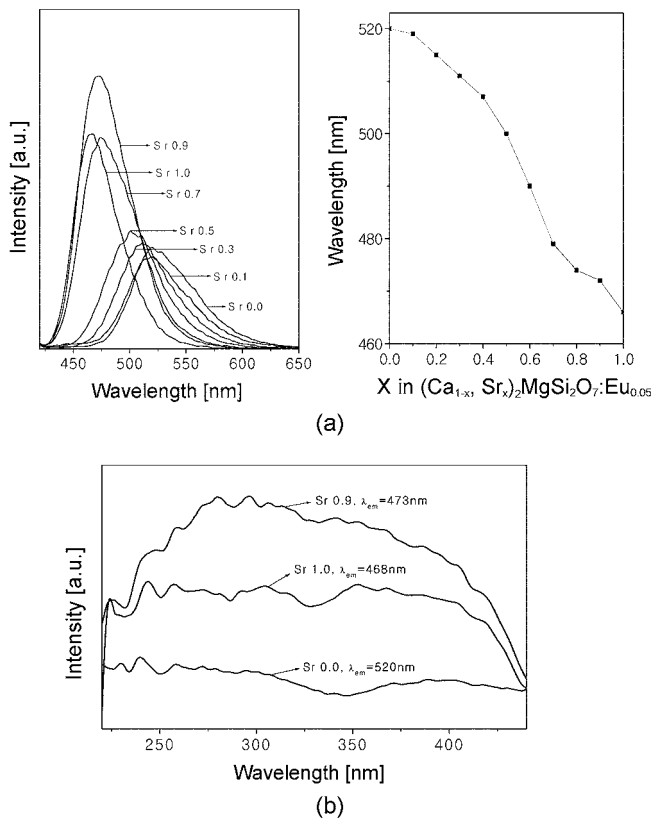 Intensity [a.u.]
Sr 0.9
Sr 1.0
Sr 0.7
Sr 0.5
Sr 0.3
Sr 0.1
Sr 0.0
450 500 550 600 650
Wavelength [nm]
Wavelength [nm]
520
500
480
460
0.0 0.2 0.4 0.6 0.8 1.0
X in (Ca₁₋ₓ, Srₓ)₂MgSi₂O₇:Eu₀.₀₅
(a)
Intensity [a.u.]
Sr 0.9, λem=473nm
Sr 1.0, λem=468nm
Sr 0.0, λem=520nm
250 300 350 400
Wavelength [nm]
(b)